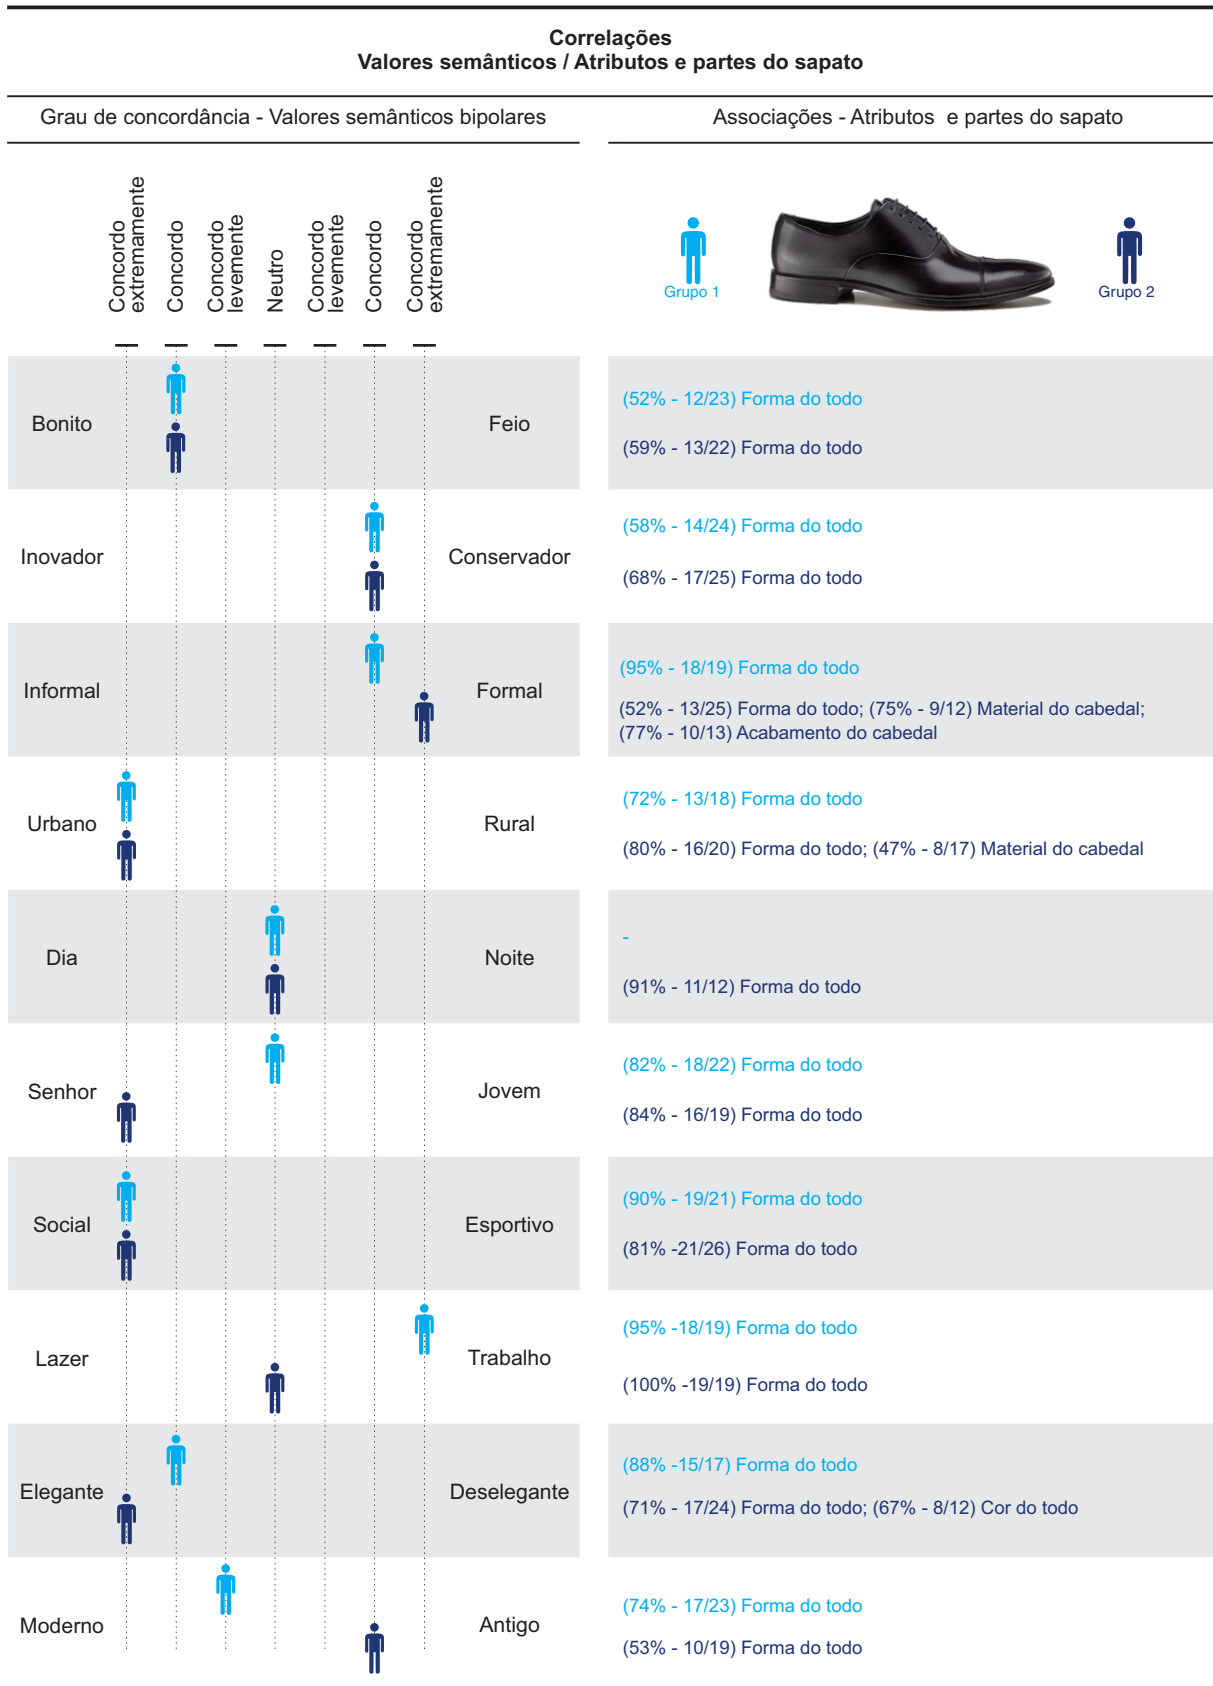 Correlações
Valores semânticos / Atributos e partes do sapato
Grau de concordância - Valores semânticos bipolares
Associações - Atributos e partes do sapato
Concordo extremamente
Concordo
Concordo levemente
Neutro
Concordo levemente
Concordo
Concordo extremamente
Grupo 1
Grupo 2
Bonito
Feio
(52% - 12/23) Forma do todo
(59% - 13/22) Forma do todo
Inovador
Conservador
(58% - 14/24) Forma do todo
(68% - 17/25) Forma do todo
Informal
Formal
(95% - 18/19) Forma do todo
(52% - 13/25) Forma do todo; (75% - 9/12) Material do cabedal;
(77% - 10/13) Acabamento do cabedal
Urbano
Rural
(72% - 13/18) Forma do todo
(80% - 16/20) Forma do todo; (47% - 8/17) Material do cabedal
Dia
Noite
-
(91% - 11/12) Forma do todo
Senhor
Jovem
(82% - 18/22) Forma do todo
(84% - 16/19) Forma do todo
Social
Esportivo
(90% - 19/21) Forma do todo
(81% -21/26) Forma do todo
Lazer
Trabalho
(95% -18/19) Forma do todo
(100% -19/19) Forma do todo
Elegante
Deselegante
(88% -15/17) Forma do todo
(71% - 17/24) Forma do todo; (67% - 8/12) Cor do todo
Moderno
Antigo
(74% - 17/23) Forma do todo
(53% - 10/19) Forma do todo